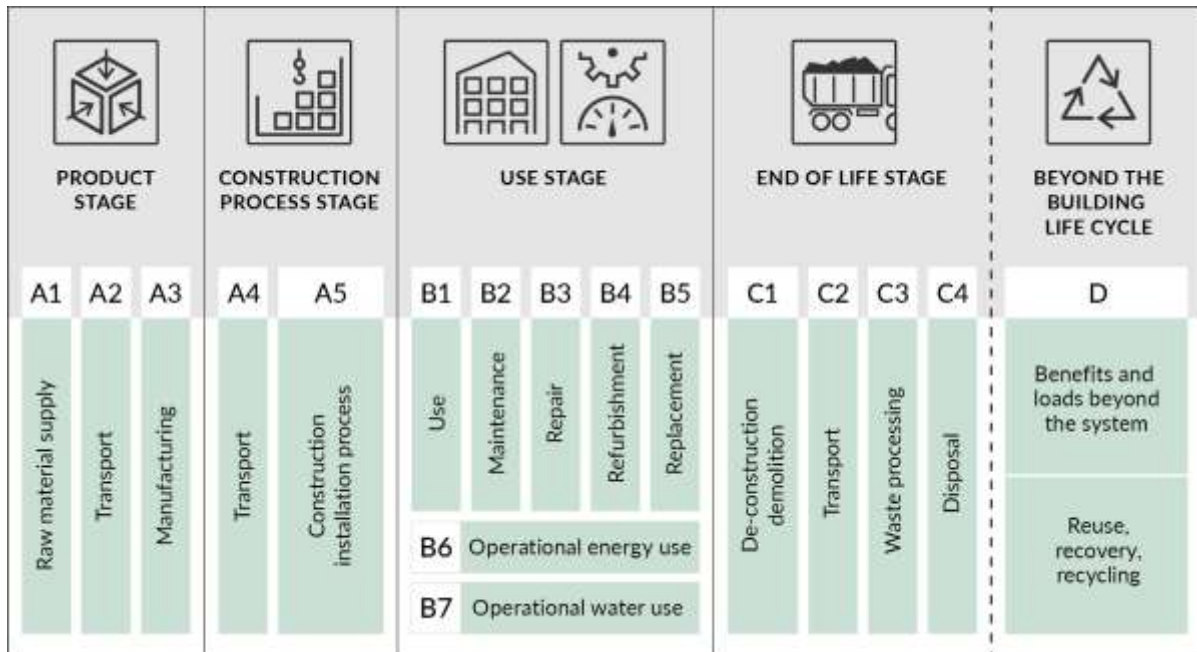 PRODUCT
STAGE
CONSTRUCTION
PROCESS STAGE
USE STAGE
END OF LIFE STAGE
BEYOND THE
BUILDING
LIFE CYCLE
A1
A2
A3
A4
A5
B1
B2
B3
B4
B5
C1
C2
C3
C4
D
Raw material supply
Transport
Manufacturing
Transport
Construction
installation process
Use
Maintenance
Repair
Refurbishment
Replacement
B6
Operational energy use
B7
Operational water use
De-construction
demolition
Transport
Waste processing
Disposal
Benefits and
loads beyond
the system
Reuse,
recovery,
recycling